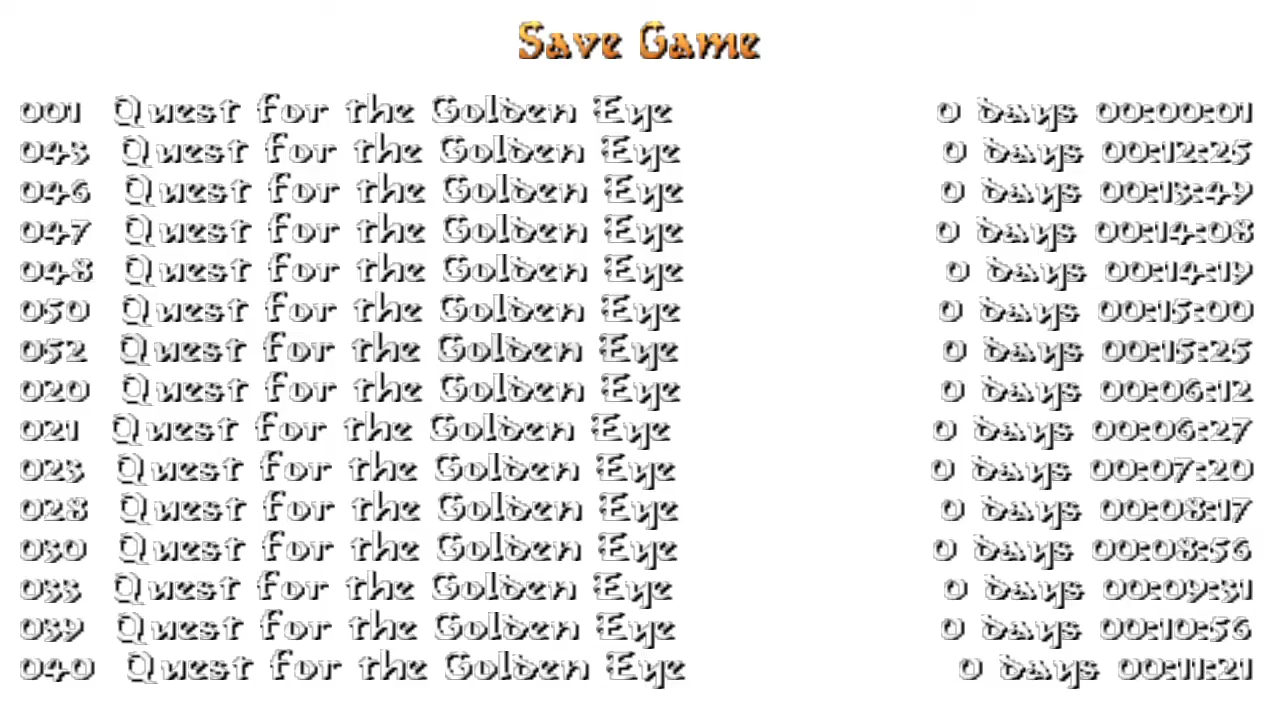 Save Game
001 Quest for the Golden Eye 0 days 00:00:01
043 Quest for the Golden Eye 0 days 00:12:25
046 Quest for the Golden Eye 0 days 00:13:49
047 Quest for the Golden Eye 0 days 00:14:08
048 Quest for the Golden Eye 0 days 00:14:19
050 Quest for the Golden Eye 0 days 00:15:00
052 Quest for the Golden Eye 0 days 00:15:25
020 Quest for the Golden Eye 0 days 00:06:12
021 Quest for the Golden Eye 0 days 00:06:27
023 Quest for the Golden Eye 0 days 00:07:20
028 Quest for the Golden Eye 0 days 00:08:17
030 Quest for the Golden Eye 0 days 00:08:56
033 Quest for the Golden Eye 0 days 00:09:31
039 Quest for the Golden Eye 0 days 00:10:56
040 Quest for the Golden Eye 0 days 00:11:21